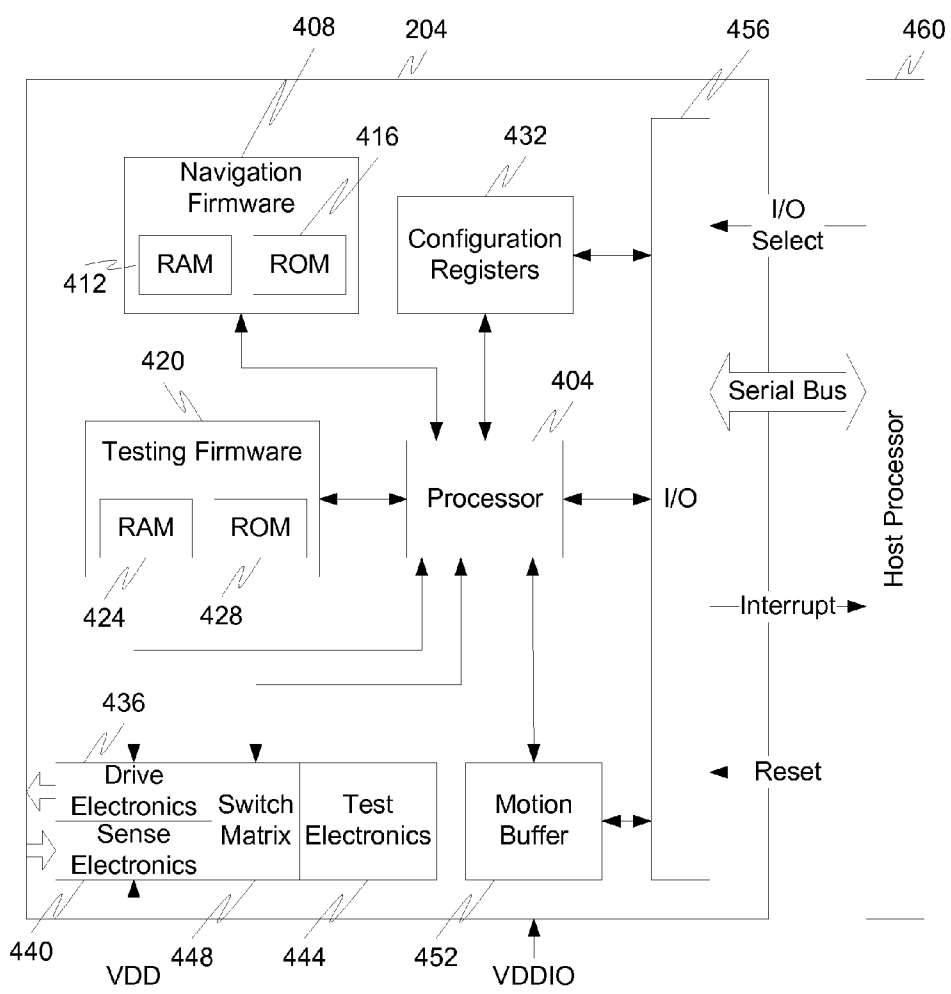 408
204
456
460
416
432
Navigation
Firmware
RAM
ROM
412
Configuration
Registers
I/O
Select
420
404
Serial Bus
Testing Firmware
RAM
ROM
Processor
I/O
Host Processor
424
428
Interrupt
436
Drive
Electronics
Sense
Electronics
Switch
Matrix
Test
Electronics
Motion
Buffer
Reset
440
448
444
452
VDD
VDDIO